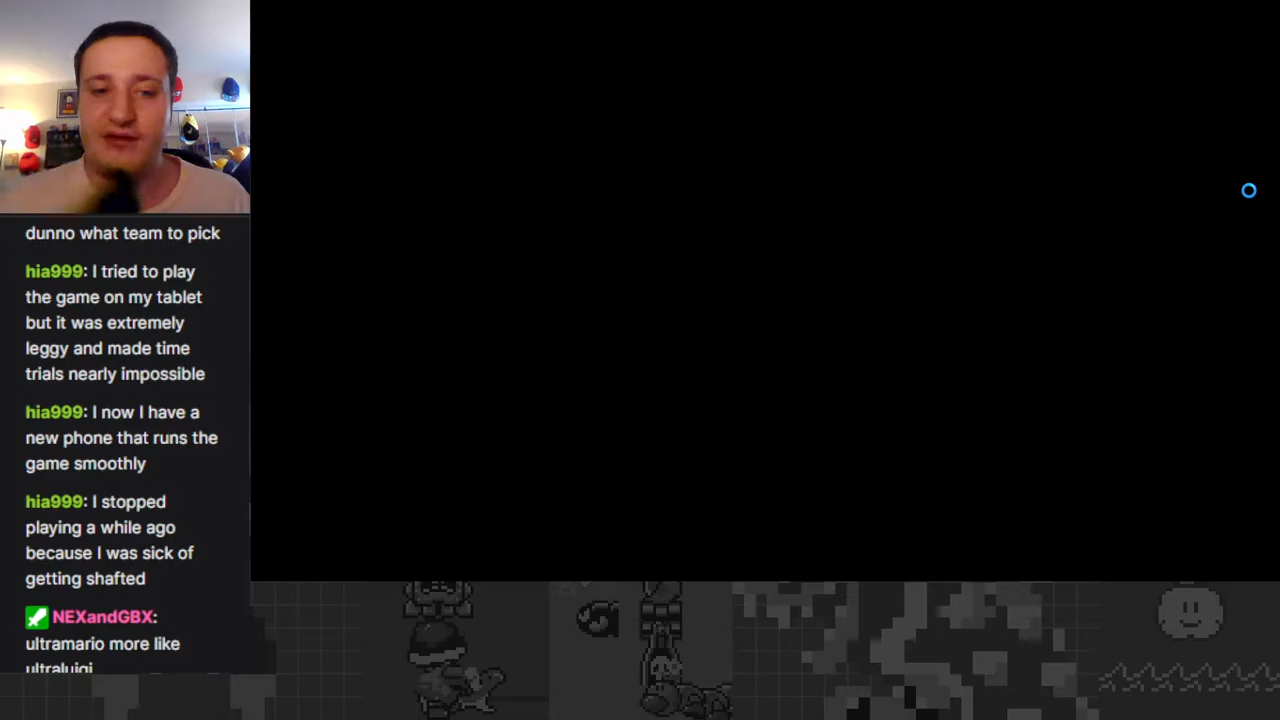 dunno what team to pick
hia999: I tried to play
the game on my tablet
but it was extremely
leggy and made time
trials nearly impossible
hia999: I now I have a
new phone that runs the
game smoothly
hia999: I stopped
playing a while ago
because I was sick of
getting shafted
NEXandGBX:
ultramario more like
ultraluigi